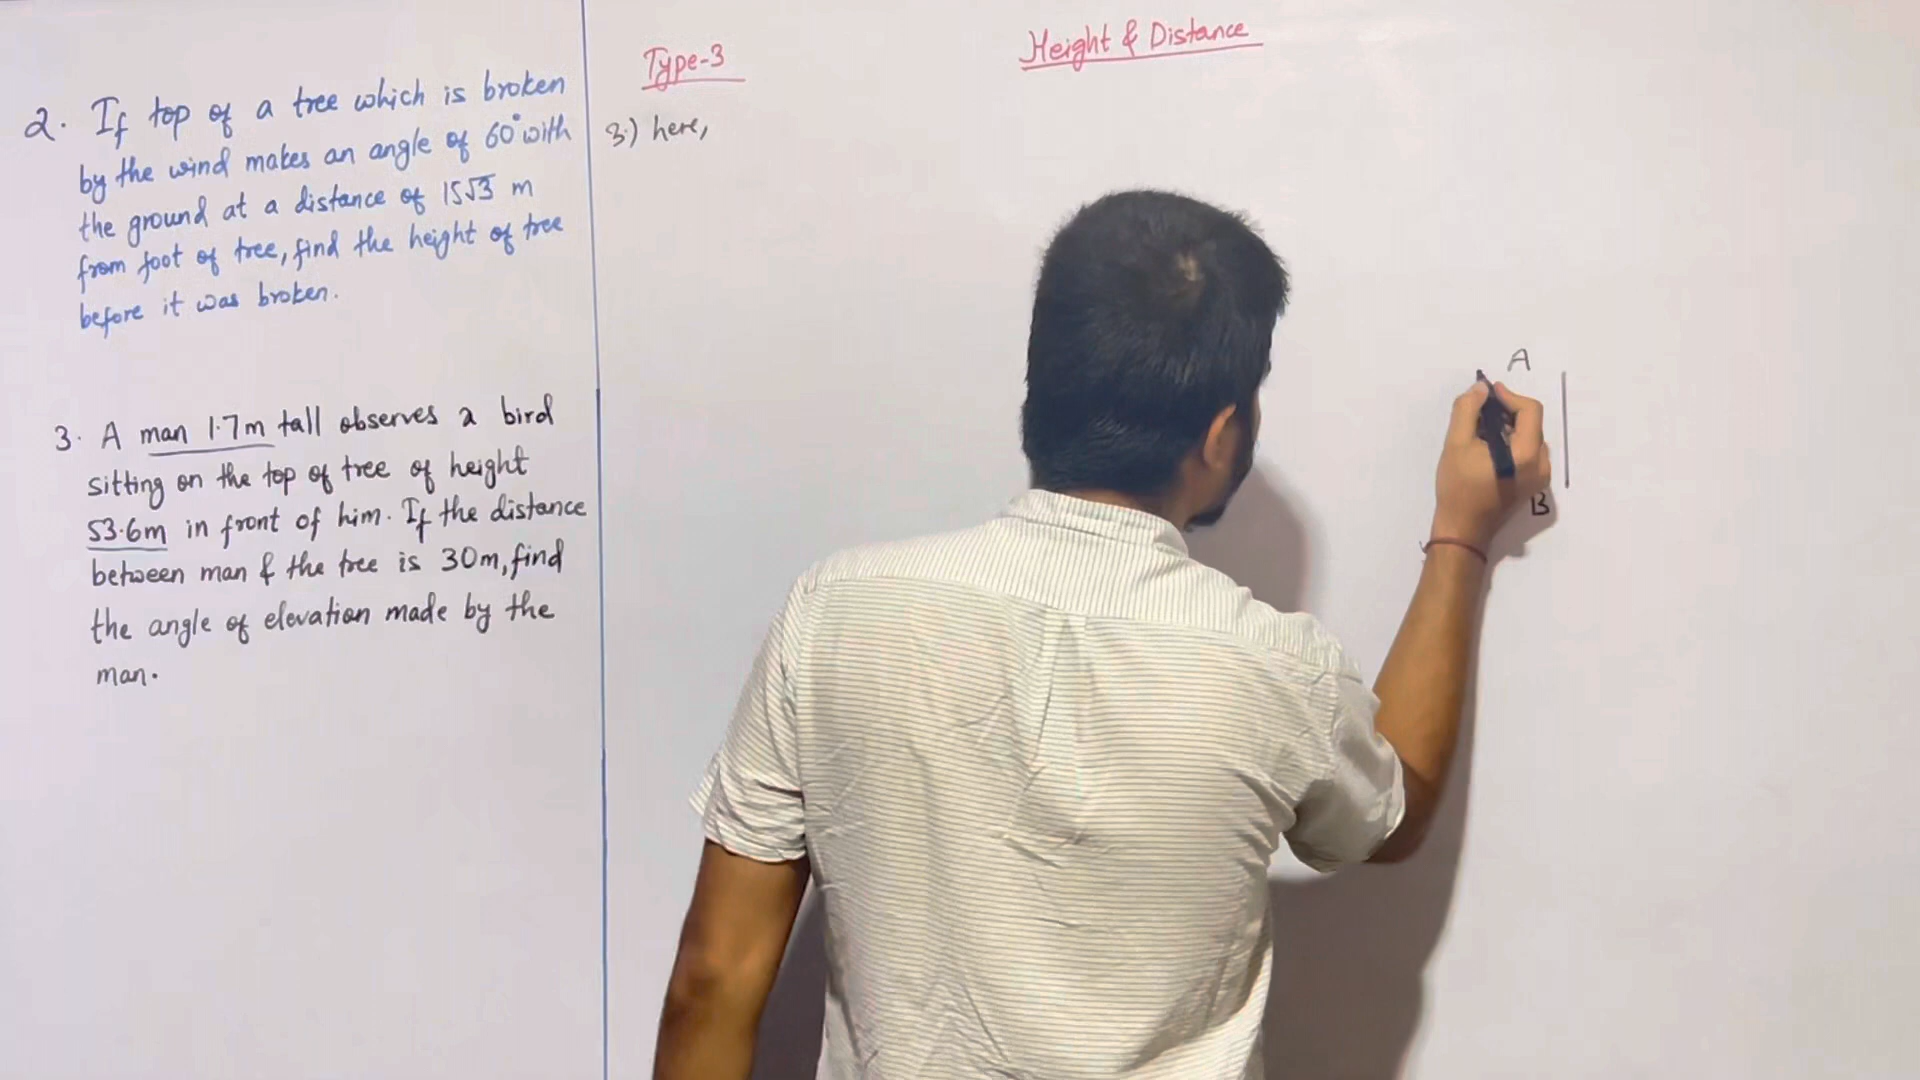 Height & Distance
Type-3
2. If top of a tree which is broken
by the wind makes an angle of 60° with
the ground at a distance of 15√3 m
from foot of tree, find the height of tree
before it was broken.
3. A man 1.7m tall observes a bird
sitting on the top of tree of height
53.6m in front of him. If the distance
between man & the tree is 30m, find
the angle of elevation made by the
man.
3.) here,
A
B